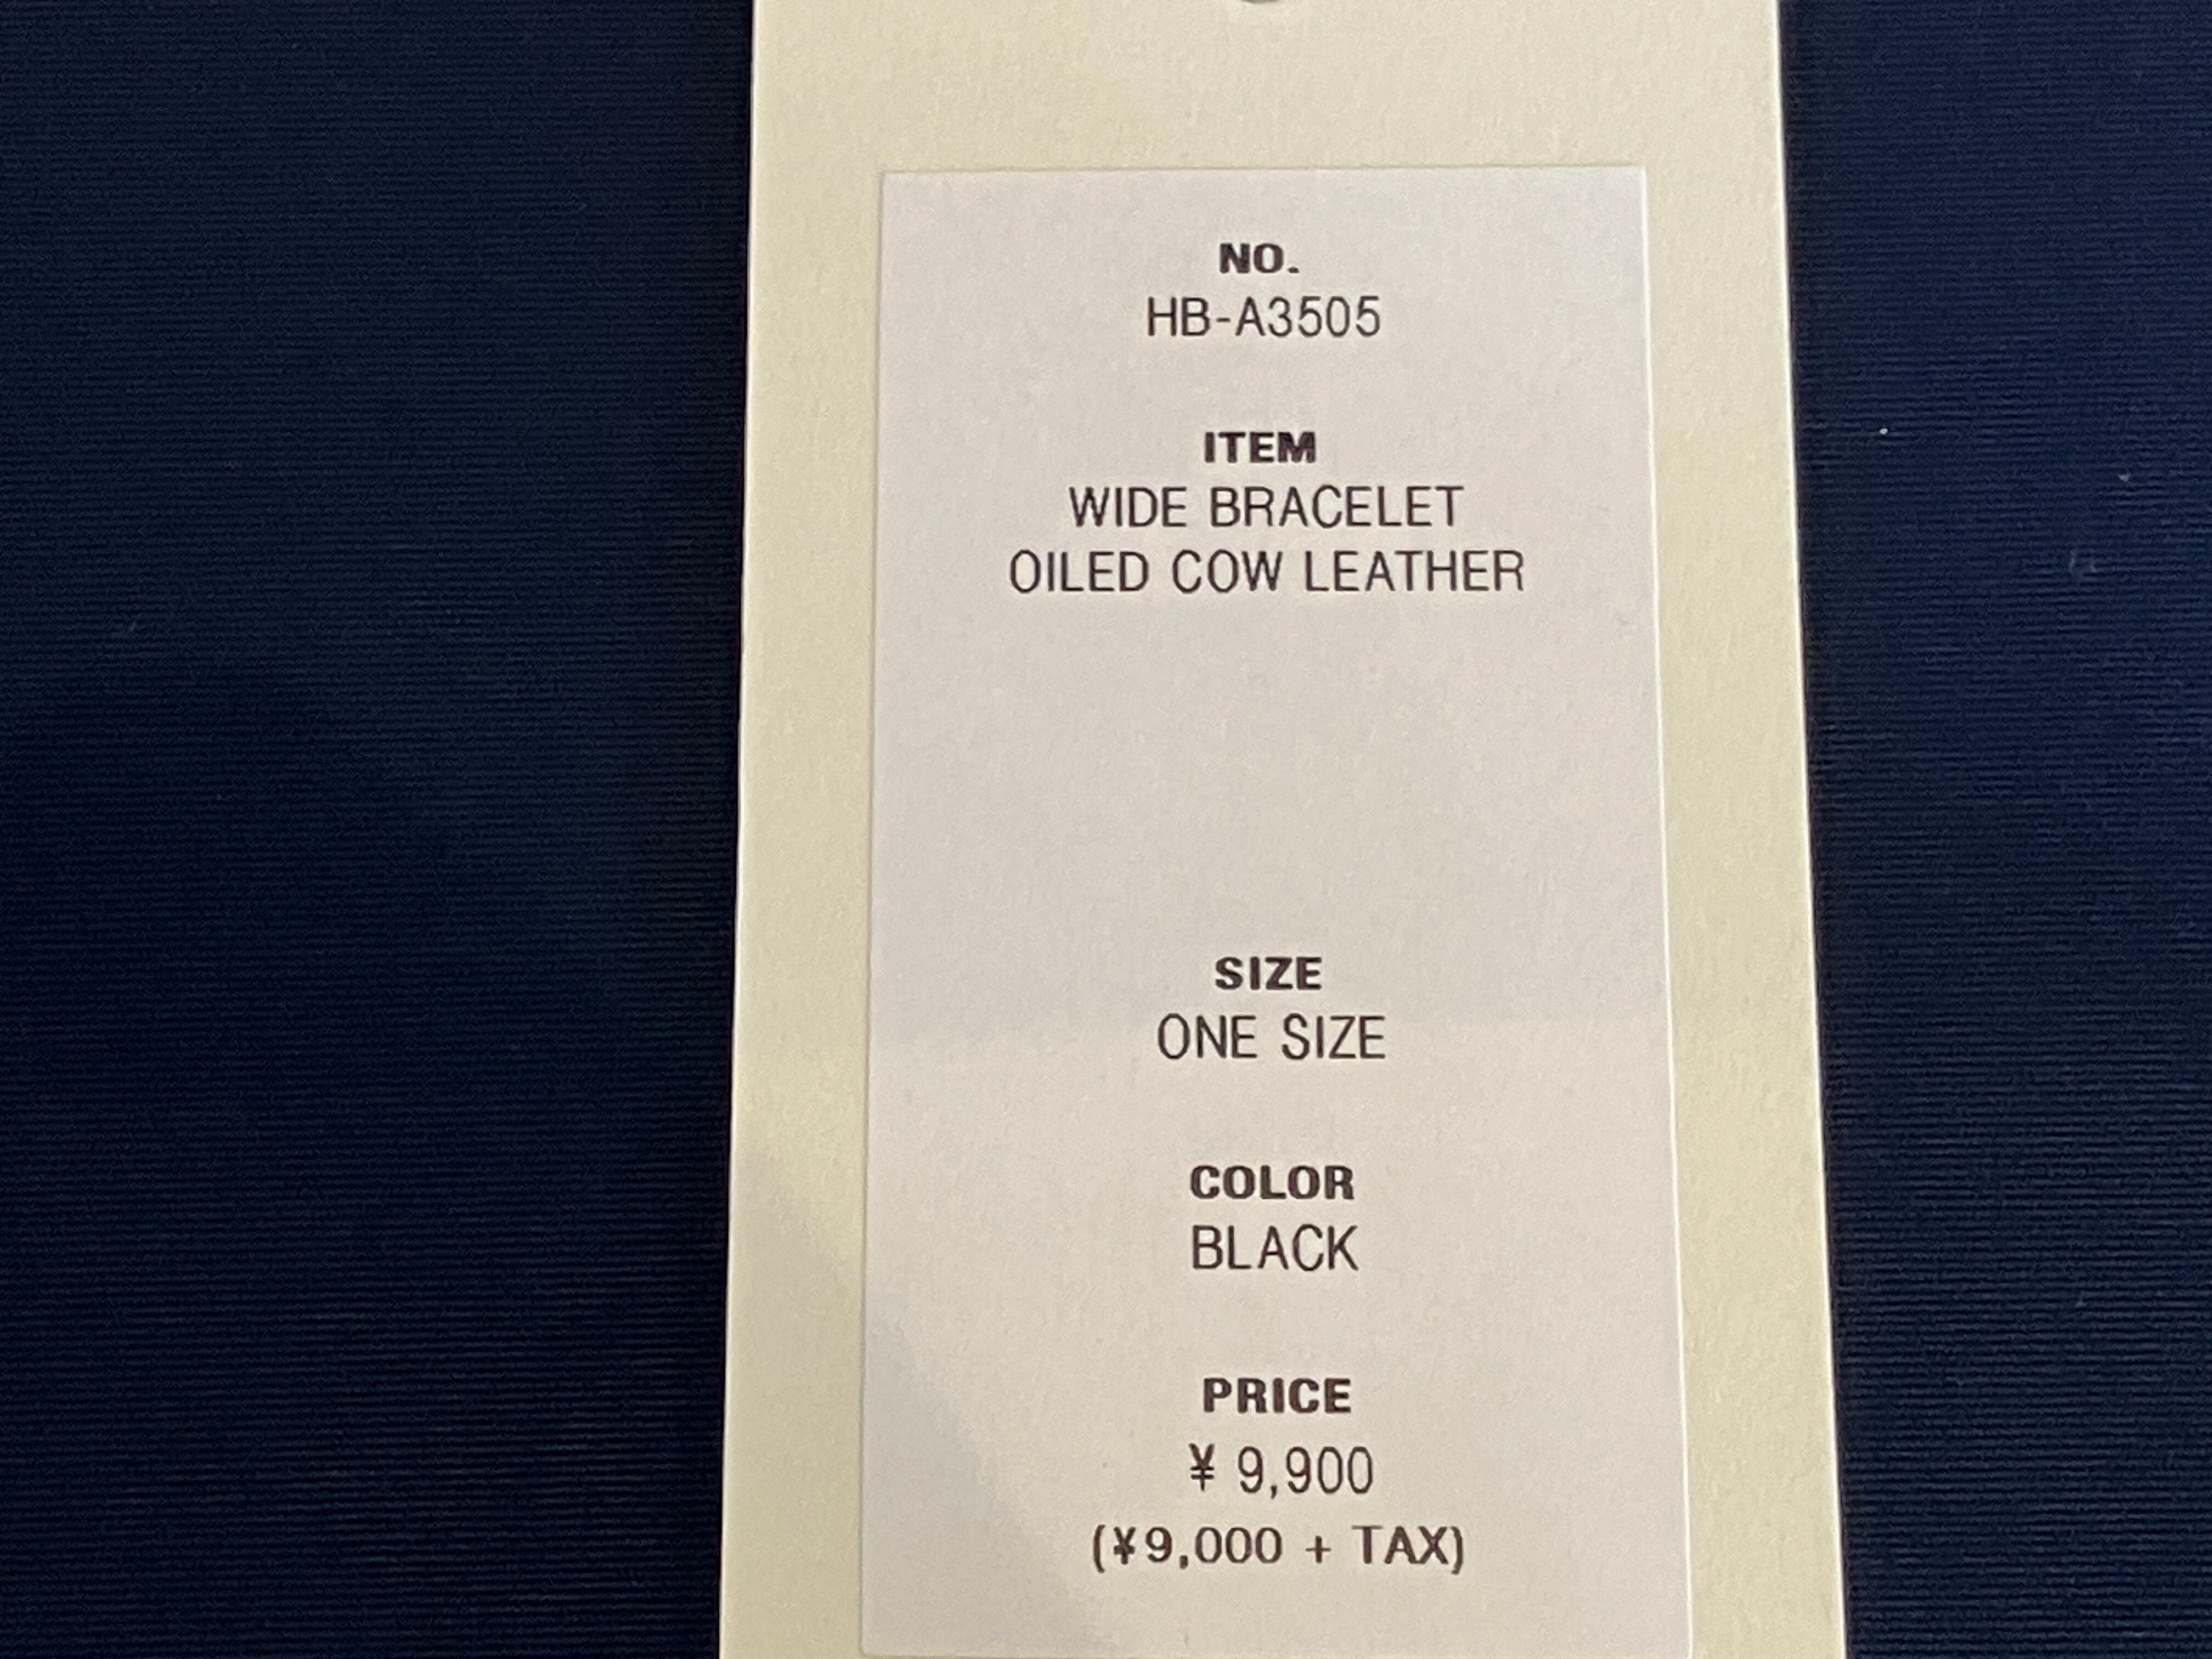 NO.
HB-A3505
ITEM
WIDE BRACELET
OILED COW LEATHER
SIZE
ONE SIZE
COLOR
BLACK
PRICE
¥ 9,900
(¥9,000 + TAX)